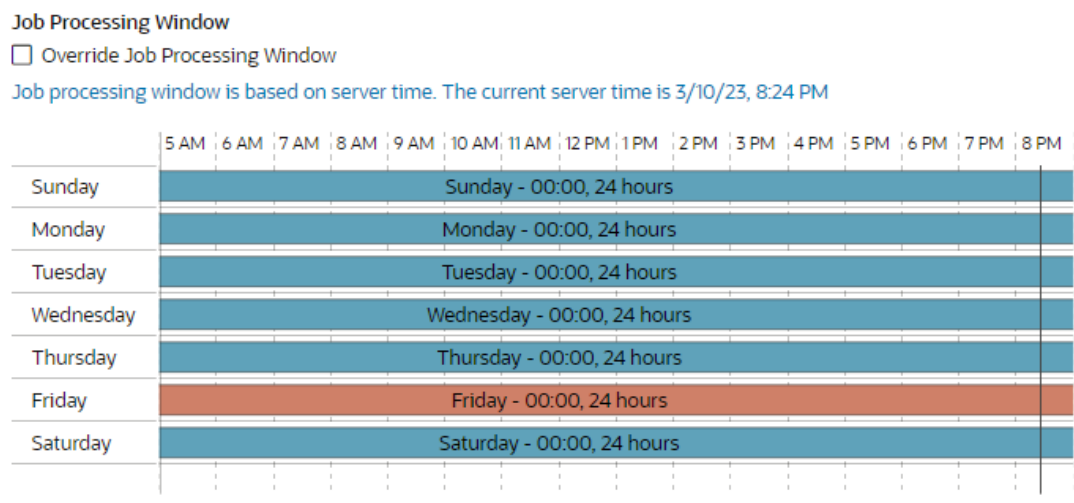 Job Processing Window
Override Job Processing Window
Job processing window is based on server time. The current server time is 3/10/23, 8:24 PM
5 AM 6 AM 7 AM 8 AM 9 AM 10 AM 11 AM 12 PM 1 PM 2 PM 3 PM 4 PM 5 PM 6 PM 7 PM 8 PM
Sunday Sunday - 00:00, 24 hours
Monday Monday - 00:00, 24 hours
Tuesday Tuesday - 00:00, 24 hours
Wednesday Wednesday - 00:00, 24 hours
Thursday Thursday - 00:00, 24 hours
Friday Friday - 00:00, 24 hours
Saturday Saturday - 00:00, 24 hours